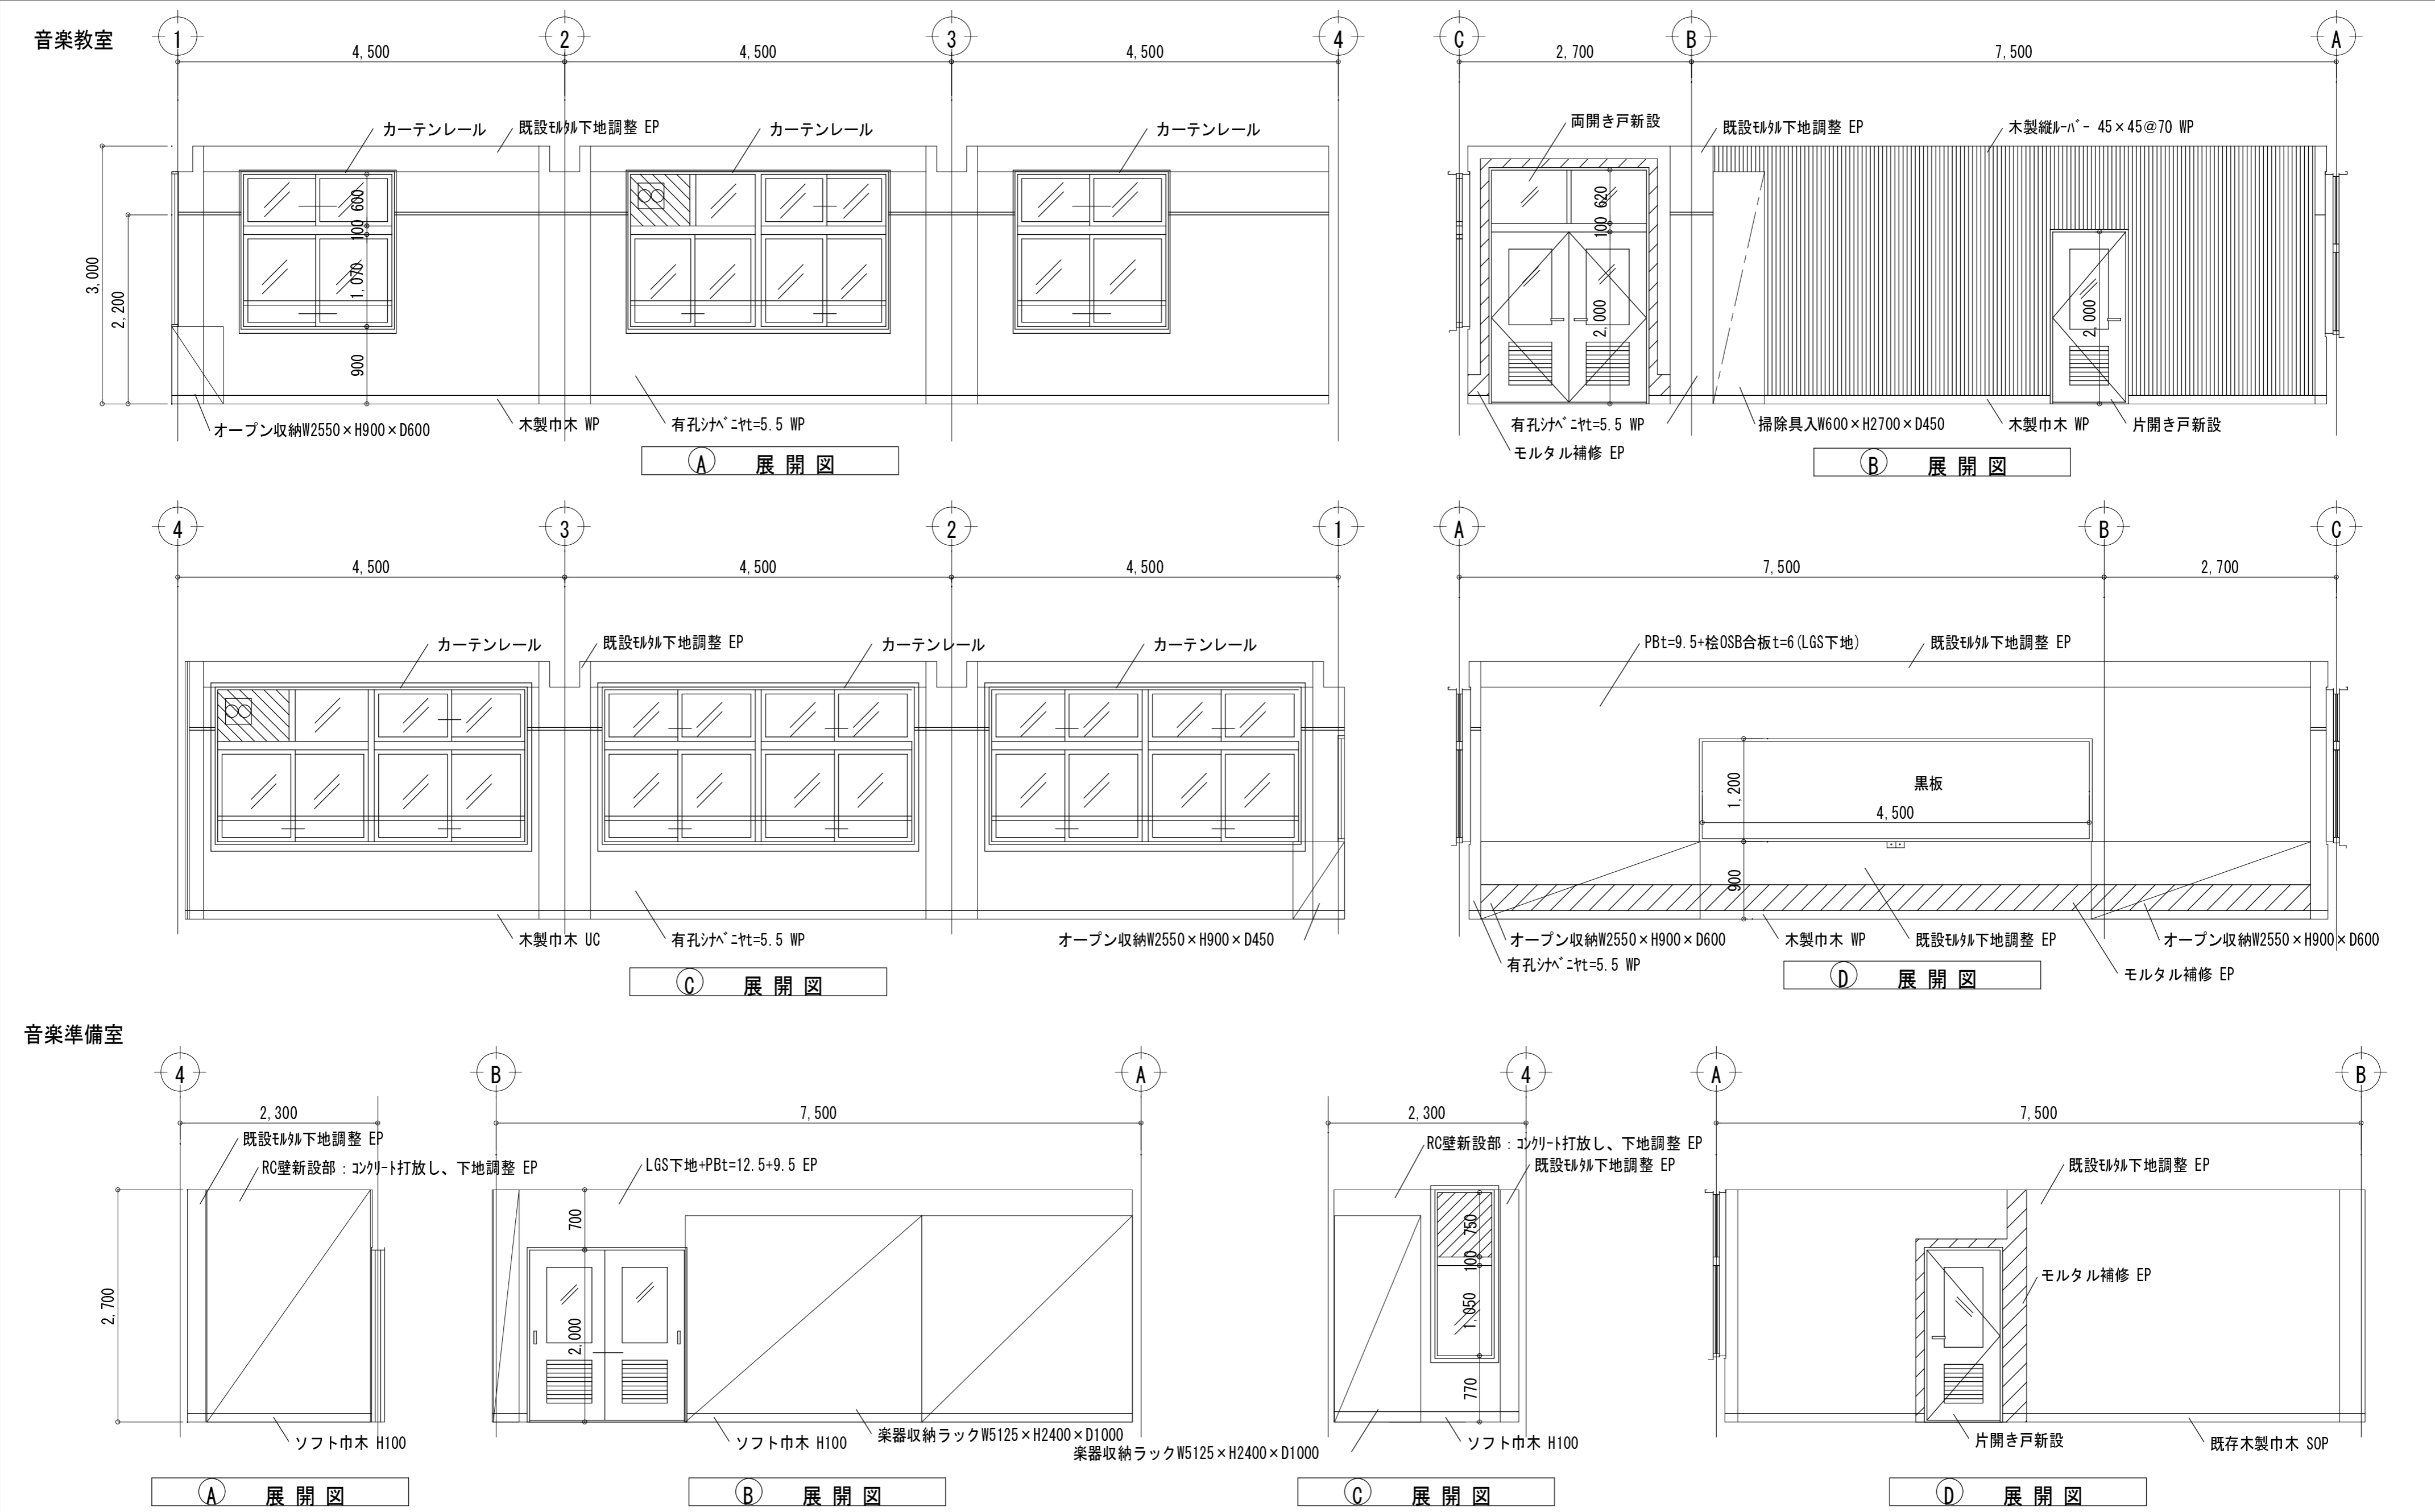 音楽教室
1
2
3
4
4,500
4,500
4,500
カーテンレール
既設ﾓﾙﾀﾙ下地調整 EP
カーテンレール
カーテンレール
3,000
2,200
600
100
1,070
900
オープン収納W2550×H900×D600
木製巾木 WP
有孔ｼﾅﾍﾞﾆﾔt=5.5 WP
A 展開図
C
B
A
2,700
7,500
両開き戸新設
既設ﾓﾙﾀﾙ下地調整 EP
木製縦ﾙｰﾊﾞｰ 45×45@70 WP
620
100
2,000
2,000
有孔ｼﾅﾍﾞﾆﾔt=5.5 WP
掃除具入W600×H2700×D450
木製巾木 WP
片開き戸新設
モルタル補修 EP
B 展開図
4
3
2
1
4,500
4,500
4,500
カーテンレール
既設ﾓﾙﾀﾙ下地調整 EP
カーテンレール
カーテンレール
木製巾木 UC
有孔ｼﾅﾍﾞﾆﾔt=5.5 WP
オープン収納W2550×H900×D450
C 展開図
A
B
C
7,500
2,700
PBt=9.5+桧OSB合板t=6(LGS下地)
既設ﾓﾙﾀﾙ下地調整 EP
1,200
黒板
4,500
900
オープン収納W2550×H900×D600
木製巾木 WP
既設ﾓﾙﾀﾙ下地調整 EP
オープン収納W2550×H900×D600
有孔ｼﾅﾍﾞﾆﾔt=5.5 WP
モルタル補修 EP
D 展開図
音楽準備室
4
2,300
既設ﾓﾙﾀﾙ下地調整 EP
RC壁新設部：ｺﾝｸﾘｰﾄ打放し、下地調整 EP
2,700
ソフト巾木 H100
A 展開図
B
A
7,500
LGS下地+PBt=12.5+9.5 EP
700
2,000
ソフト巾木 H100
楽器収納ラックW5125×H2400×D1000
B 展開図
4
2,300
RC壁新設部：ｺﾝｸﾘｰﾄ打放し、下地調整 EP
既設ﾓﾙﾀﾙ下地調整 EP
750
100
1,050
770
楽器収納ラックW5125×H2400×D1000
ソフト巾木 H100
C 展開図
A
B
7,500
既設ﾓﾙﾀﾙ下地調整 EP
モルタル補修 EP
片開き戸新設
既存木製巾木 SOP
D 展開図